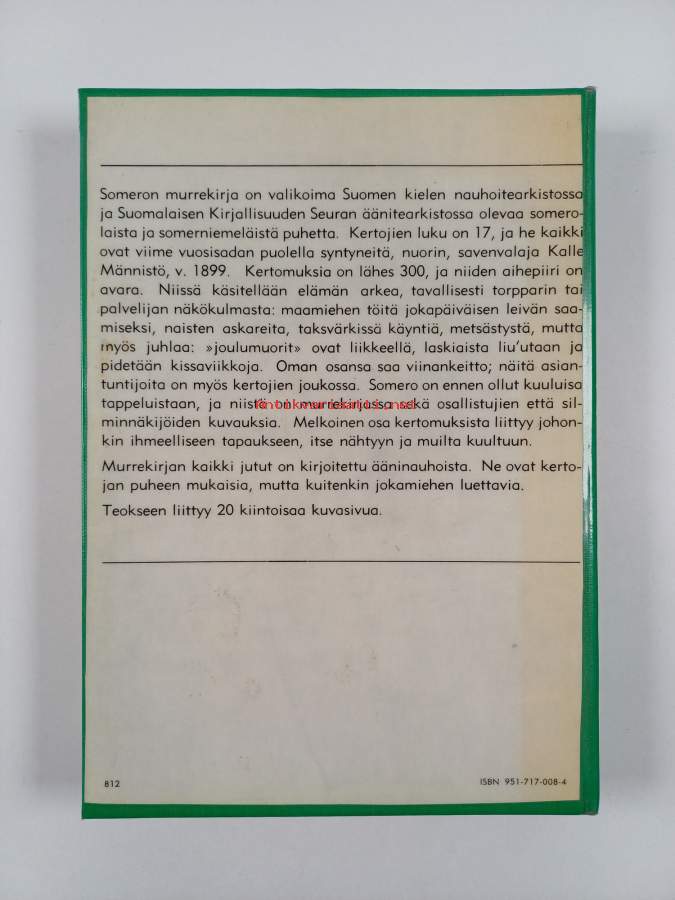 Someron murrekirja on valikoima Suomen kielen nauhoitearkistossa
ja Suomalaisen Kirjallisuuden Seuran äänitearkistossa olevaa somero-
laista ja somerniemeläistä puhetta. Kertojien luku on 17, ja he kaikki
ovat viime vuosisadan puolella syntyneitä, nuorin, savenvalaja Kalle
Männistö, v. 1899. Kertomuksia on lähes 300, ja niiden aihepiiri on
avara. Niissä käsitellään elämän arkea, tavallisesti torpparin tai
palvelijan näkökulmasta: maamiehen töitä jokapäiväisen leivän saa-
miseksi, naisten askareita, taksvärkissä käyntiä, metsästystä, mutta
myös juhlaa: »joulumuorit» ovat liikkeellä, laskiaista liu'utaan ja
pidetään kissaviikkoja. Oman osansa saa viinankeitto; näitä asian-
tuntijoita on myös kertojien joukossa. Somero on ennen ollut kuuluisa
tappeluistaan, ja niistä on murrekirjassa sekä osallistujien että sil-
Antikvariaatti.net
minnäkijöiden kuvauksia. Melkoinen osa kertomuksista liittyy johon-
kin ihmeelliseen tapaukseen, itse nähtyyn ja muilta kuultuun.
Murrekirjan kaikki jutut on kirjoitettu ääninauhoista. Ne ovat kerto-
jan puheen mukaisia, mutta kuitenkin jokamiehen luettavia.
Teokseen liittyy 20 kiintoisaa kuvasivua.
812
ISBN 951-717-008-4